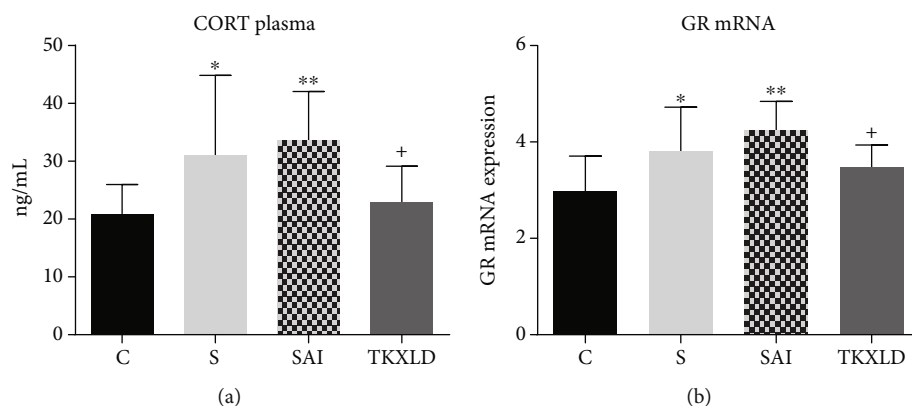 CORT plasma
50
40
30
20
10
0
ng/mL
*
**
+
C
S
SAI
TKXLD
(a)
GR mRNA
6
4
2
0
GR mRNA expression
*
**
+
C
S
SAI
TKXLD
(b)